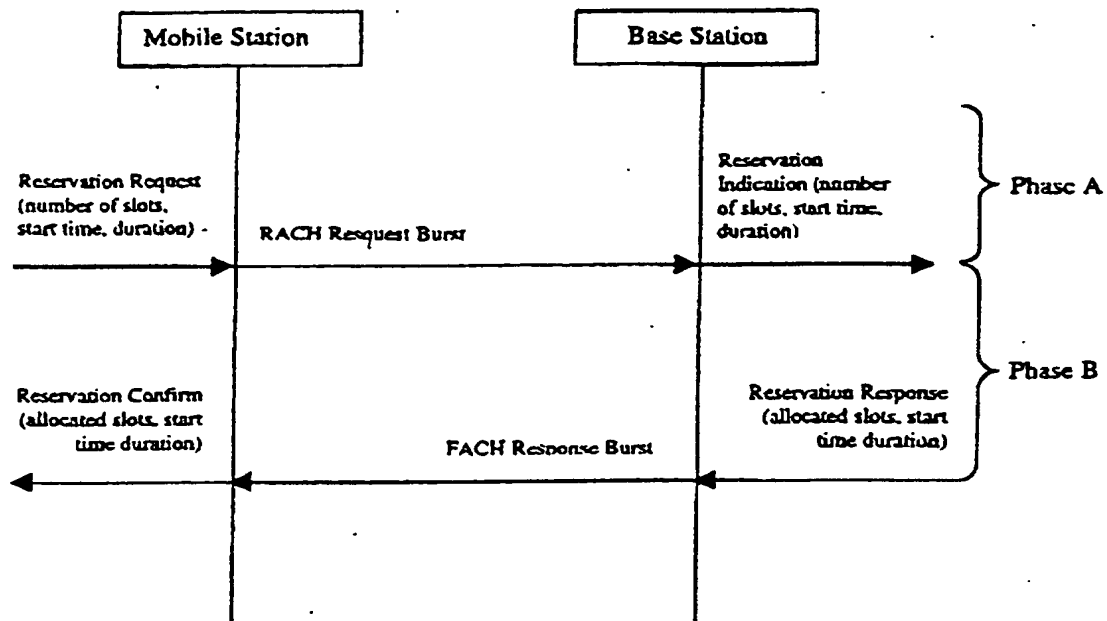 Mobile Station
Base Station
Reservation Request
(number of slots,
start time, duration)
RACH Resquest Burst
Reservation
Indication (number
of slots, start time,
duration)
Phase A
Reservation Confirm
(allocated slots, start
time duration)
FACH Response Burst
Reservation Response
(allocated slots, start
time duration)
Phase B